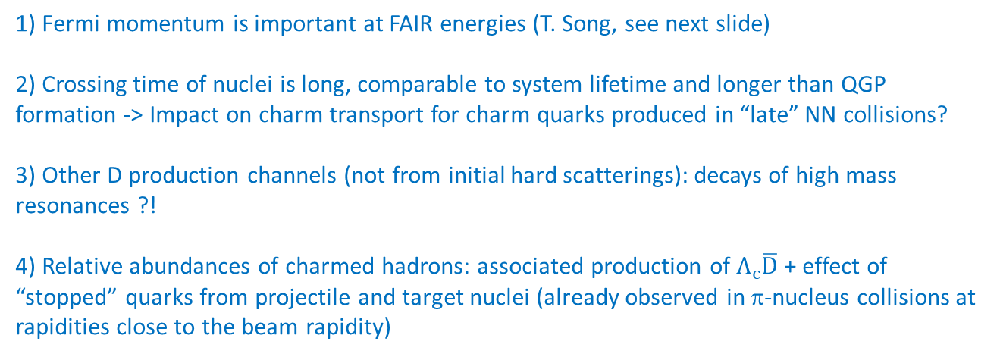 1) Fermi momentum is important at FAIR energies (T. Song, see next slide)
2) Crossing time of nuclei is long, comparable to system lifetime and longer than QGP
formation -> Impact on charm transport for charm quarks produced in “late” NN collisions?
3) Other D production channels (not from initial hard scatterings): decays of high mass
resonances ?!
4) Relative abundances of charmed hadrons: associated production of Λ_cD̅ + effect of
“stopped” quarks from projectile and target nuclei (already observed in π-nucleus collisions at
rapidities close to the beam rapidity)